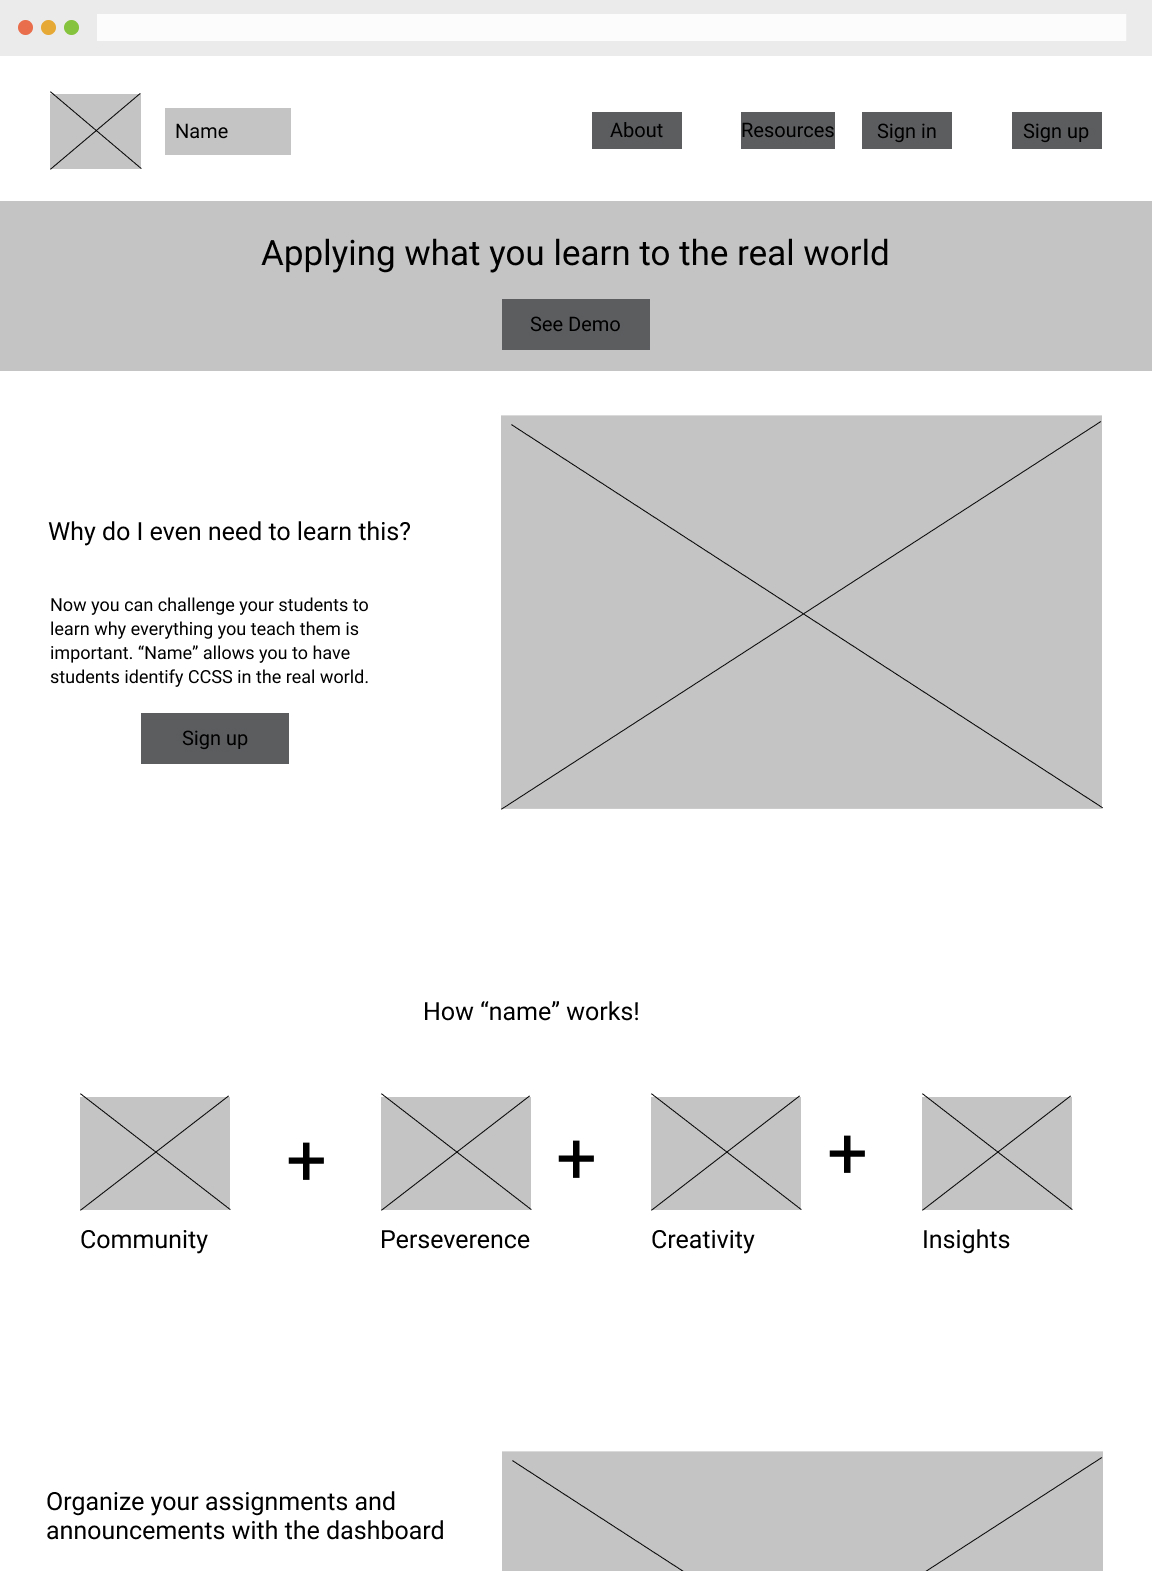 Name
About
Resources
Sign in
Sign up
Applying what you learn to the real world
See Demo
Why do I even need to learn this?
Now you can challenge your students to
learn why everything you teach them is
important. “Name” allows you to have
students identify CCSS in the real world.
Sign up
How “name” works!
Community
Perseverence
Creativity
Insights
Organize your assignments and
announcements with the dashboard